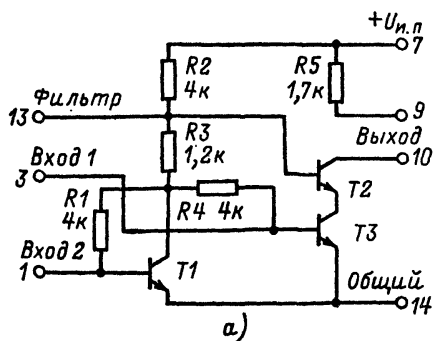 +Uи.п
7
R2
4к
R5
1,7к
9
Фильтр
13
R3
1,2к
Выход
10
Вход 1
3
R1
4к
R4 4к
T2
T3
Вход 2
1
T1
Общий
14
а)